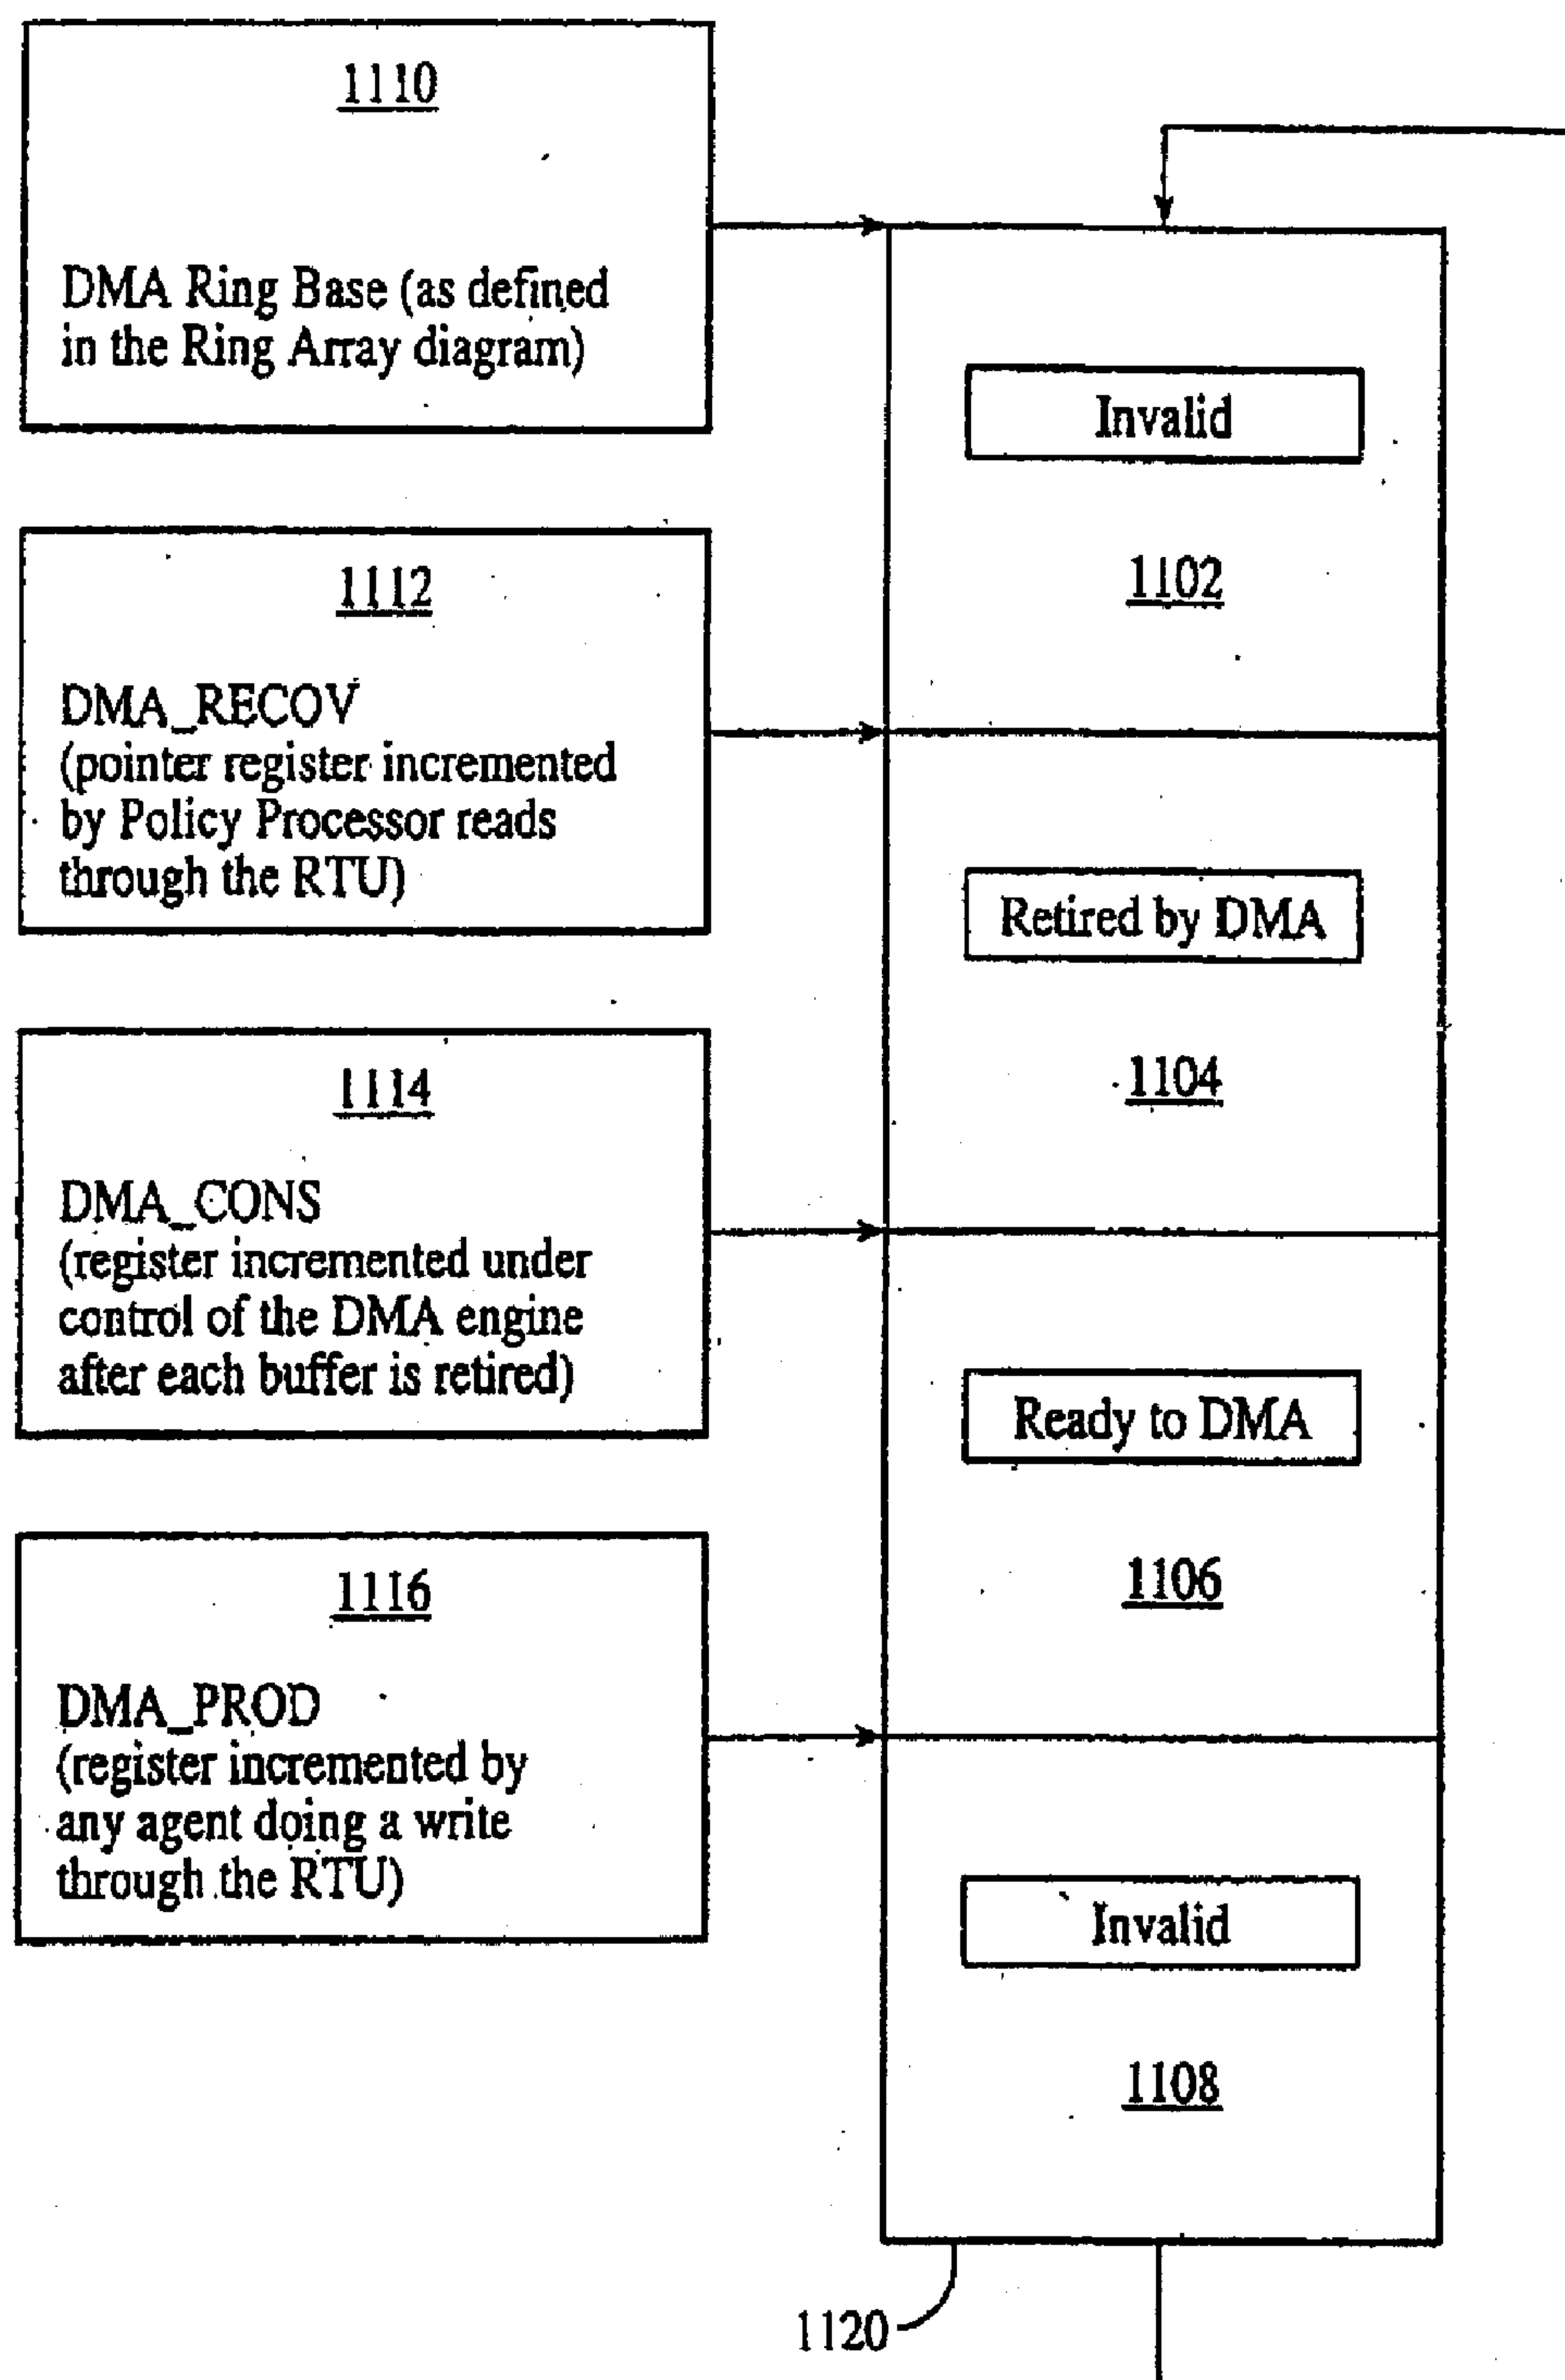 1110
DMA Ring Base (as defined
in the Ring Array diagram)
Invalid
1102
1112
DMA_RECOV
(pointer register incremented
by Policy Processor reads
through the RTU)
Retired by DMA
1104
1114
DMA_CONS
(register incremented under
control of the DMA engine
after each buffer is retired)
Ready to DMA
1106
1116
DMA_PROD
(register incremented by
any agent doing a write
through the RTU)
Invalid
1108
1120